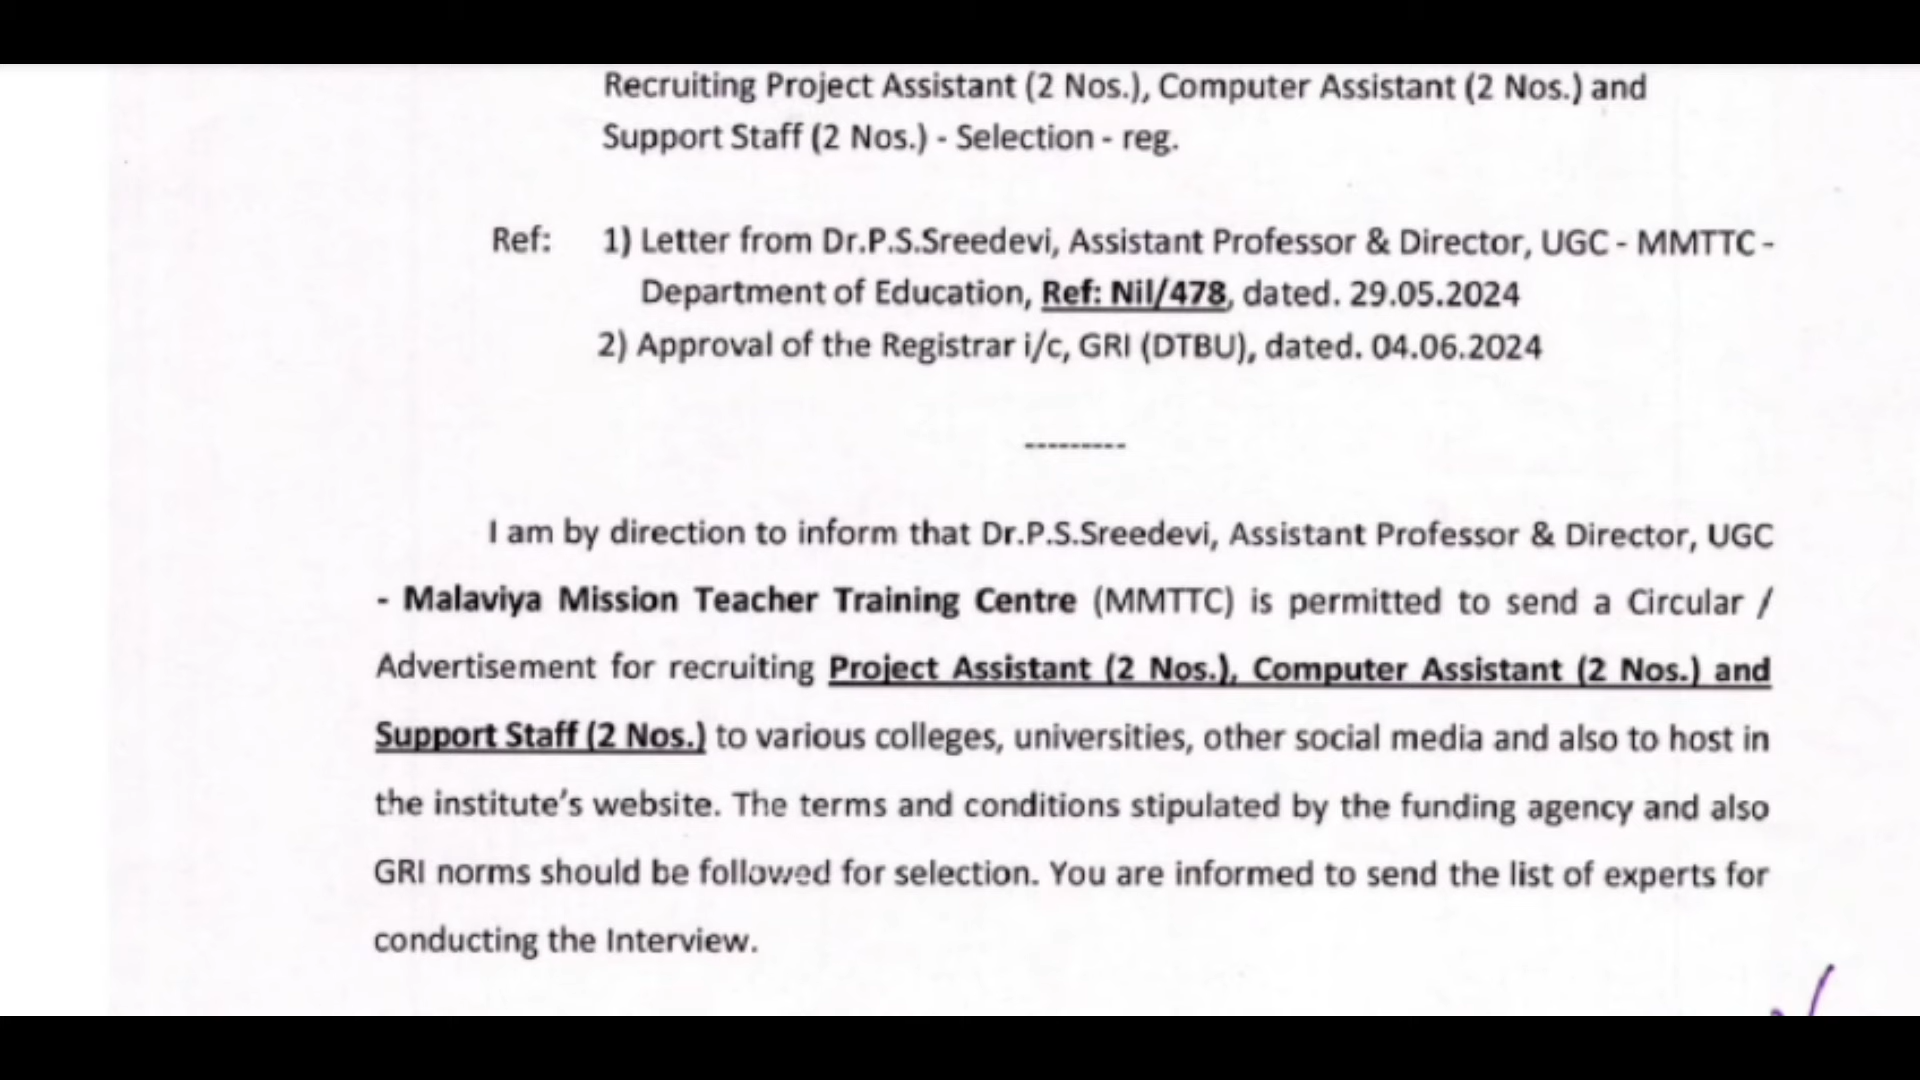 Recruiting Project Assistant (2 Nos.), Computer Assistant (2 Nos.) and
Support Staff (2 Nos.) - Selection - reg.
Ref: 1) Letter from Dr.P.S.Sreedevi, Assistant Professor & Director, UGC - MMTTC -
Department of Education, Ref: Nil/478, dated. 29.05.2024
2) Approval of the Registrar i/c, GRI (DTBU), dated. 04.06.2024
---------
I am by direction to inform that Dr.P.S.Sreedevi, Assistant Professor & Director, UGC
- Malaviya Mission Teacher Training Centre (MMTTC) is permitted to send a Circular /
Advertisement for recruiting Project Assistant (2 Nos.), Computer Assistant (2 Nos.) and
Support Staff (2 Nos.) to various colleges, universities, other social media and also to host in
the institute's website. The terms and conditions stipulated by the funding agency and also
GRI norms should be followed for selection. You are informed to send the list of experts for
conducting the Interview.